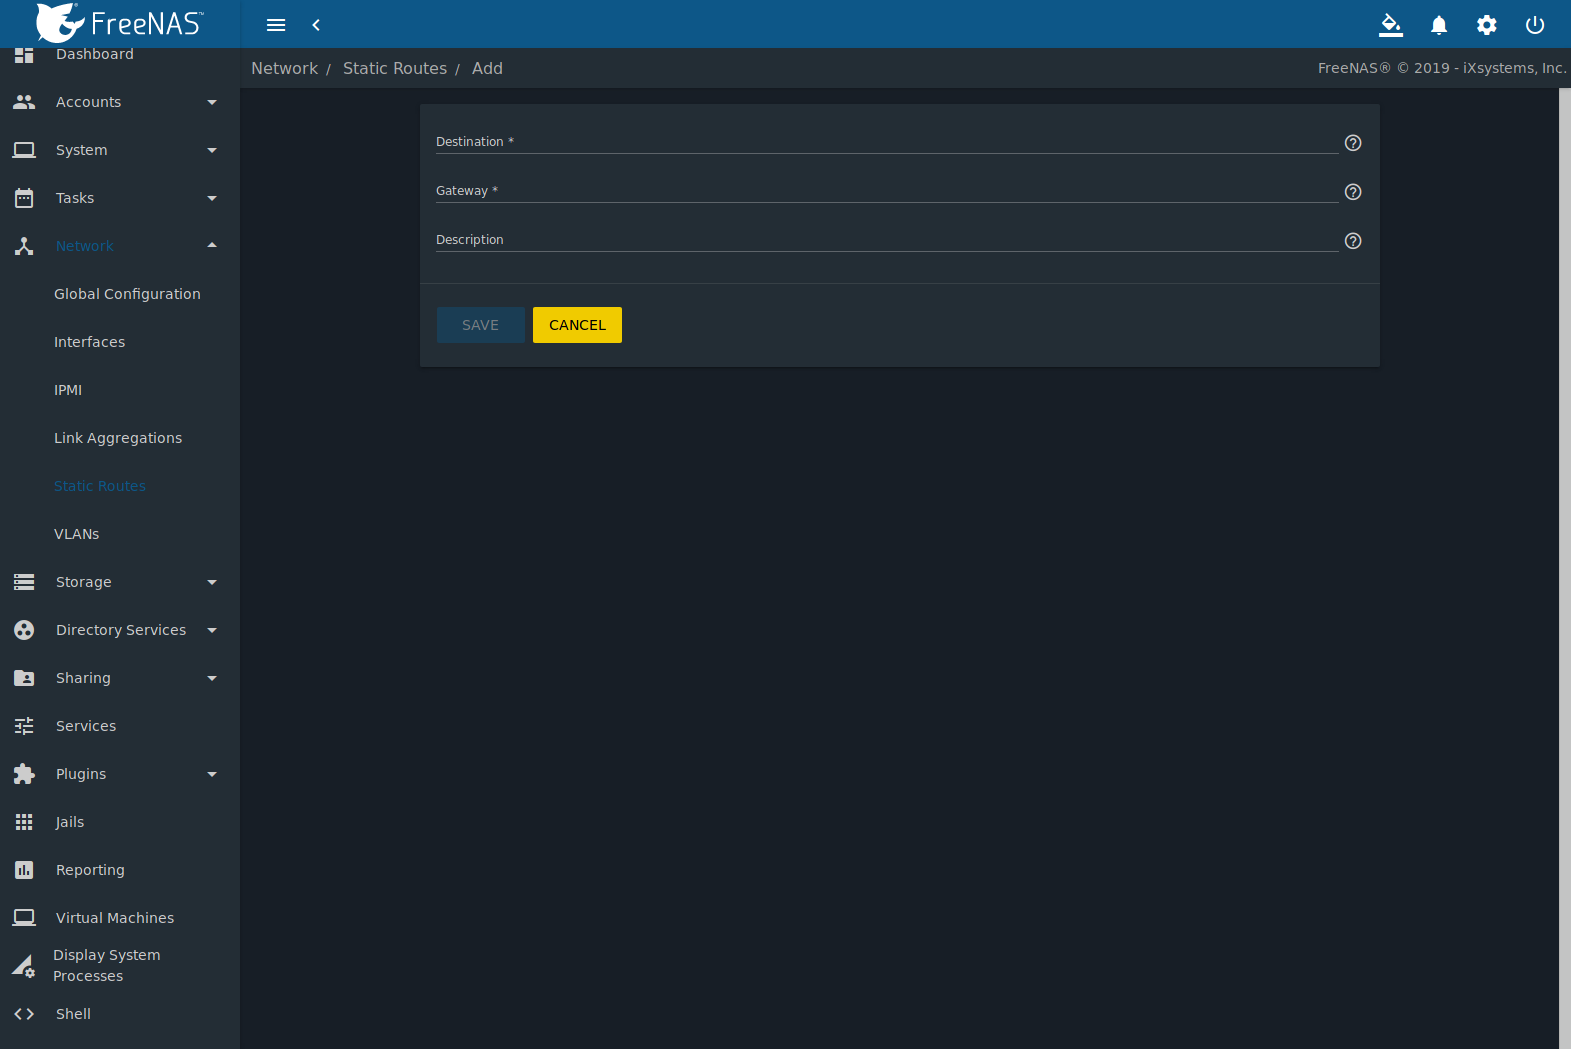 FreeNAS™
Dashboard
Accounts
System
Tasks
Network
Global Configuration
Interfaces
IPMI
Link Aggregations
Static Routes
VLANs
Storage
Directory Services
Sharing
Services
Plugins
Jails
Reporting
Virtual Machines
Display System
Processes
Shell
Network / Static Routes / Add
FreeNAS® © 2019 - iXsystems, Inc.
Destination *
Gateway *
Description
SAVE
CANCEL